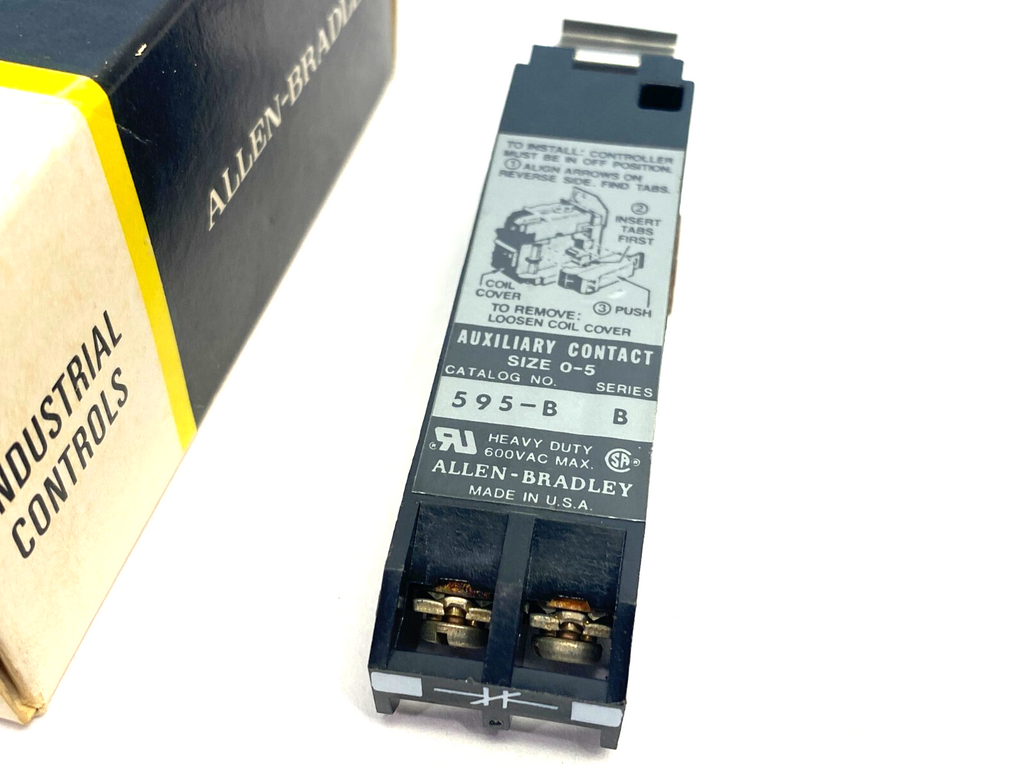 ALLEN-BRADLEY
INDUSTRIAL
CONTROLS
TO INSTALL: CONTROLLER
MUST BE IN OFF POSITION.
① ALIGN ARROWS ON
REVERSE SIDE. FIND TABS.
②
INSERT
TABS
FIRST
COIL
COVER
③ PUSH
TO REMOVE:
LOOSEN COIL COVER
AUXILIARY CONTACT
SIZE 0-5
CATALOG NO. SERIES
595-B B
HEAVY DUTY
600VAC MAX.
ALLEN-BRADLEY
MADE IN U.S.A.